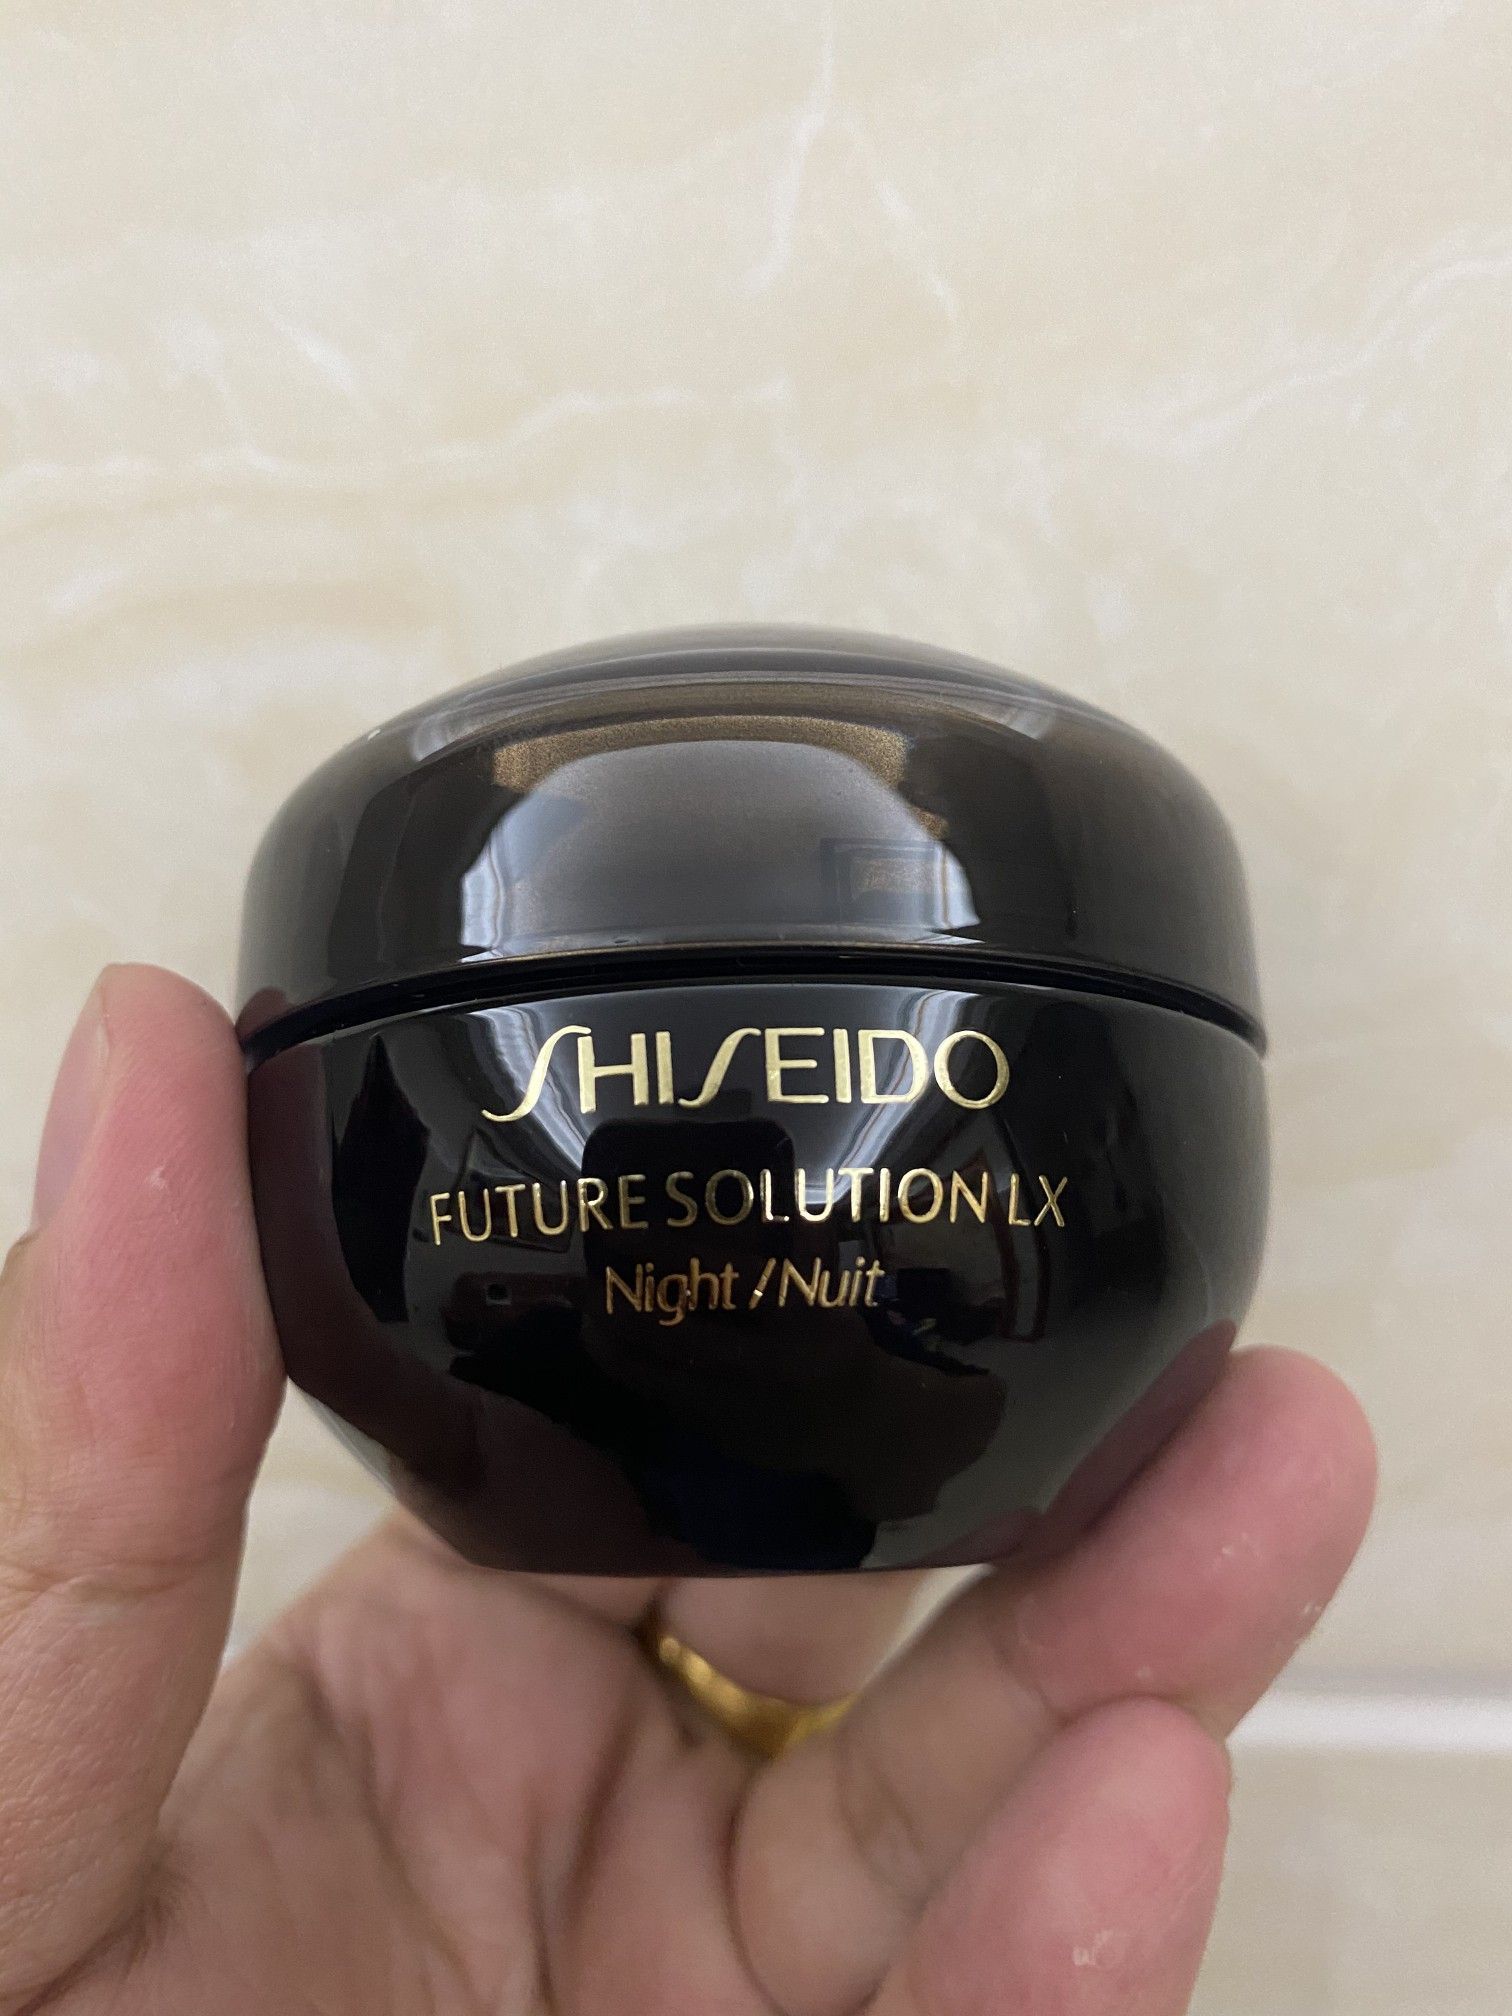 SHISEIDO
FUTURE SOLUTION LX
Night / Nuit